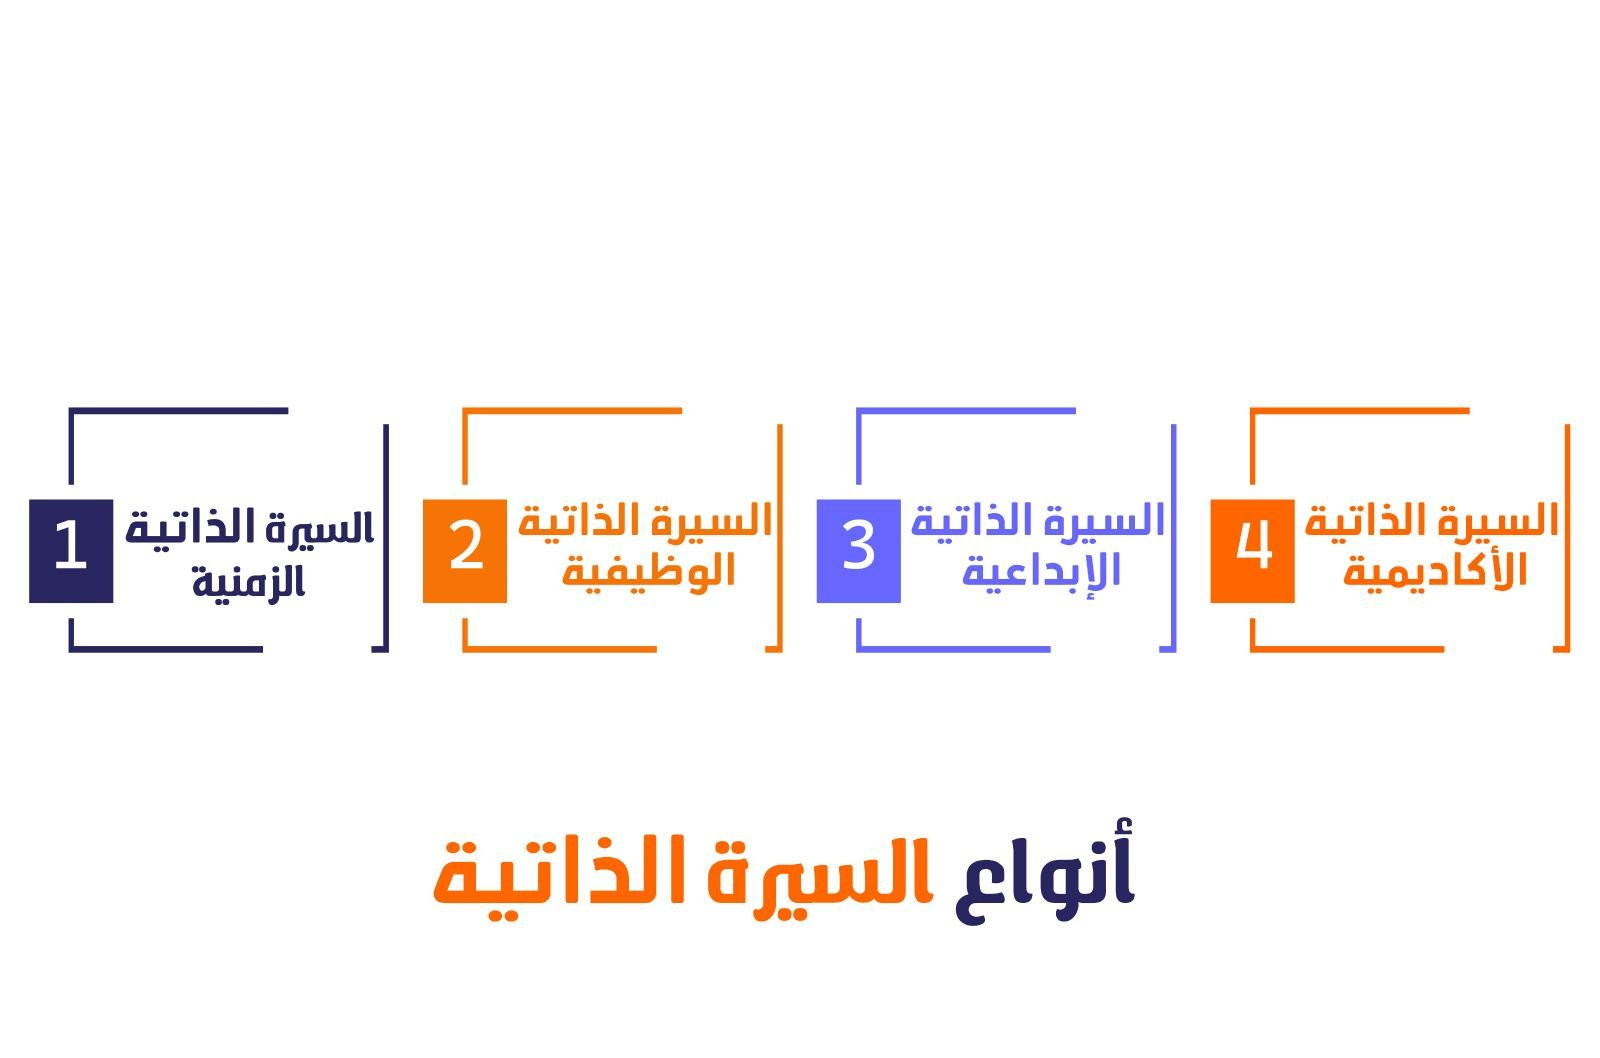 1
السيرة الذاتية
الزمنية
2
السيرة الذاتية
الوظيفية
3
السيرة الذاتية
الإبداعية
4
السيرة الذاتية
الأكاديمية
أنواع السيرة الذاتية